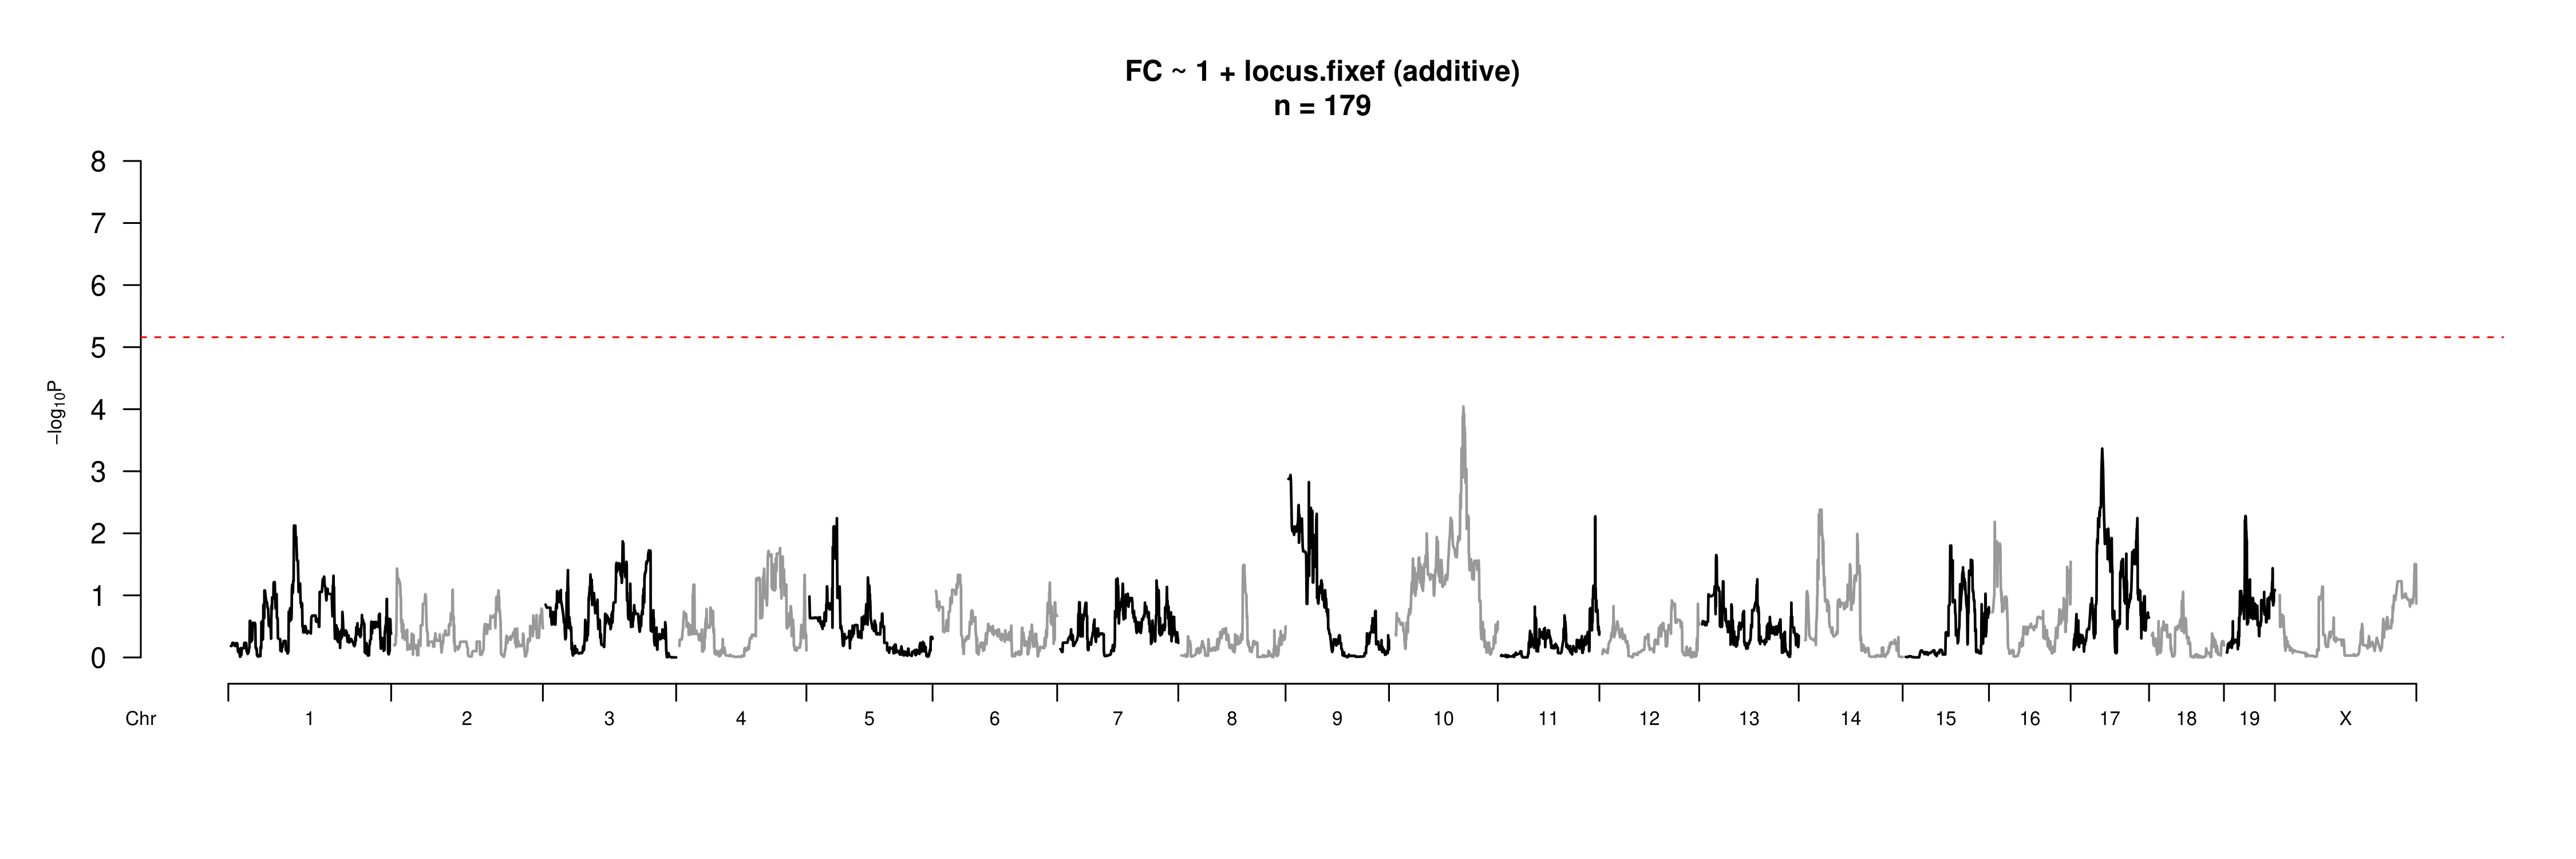 FC ~ 1 + locus.fixef (additive)
n = 179
8
7
6
5
4
3
2
1
0
−log10P
Chr 1 2 3 4 5 6 7 8 9 10 11 12 13 14 15 16 17 18 19 X